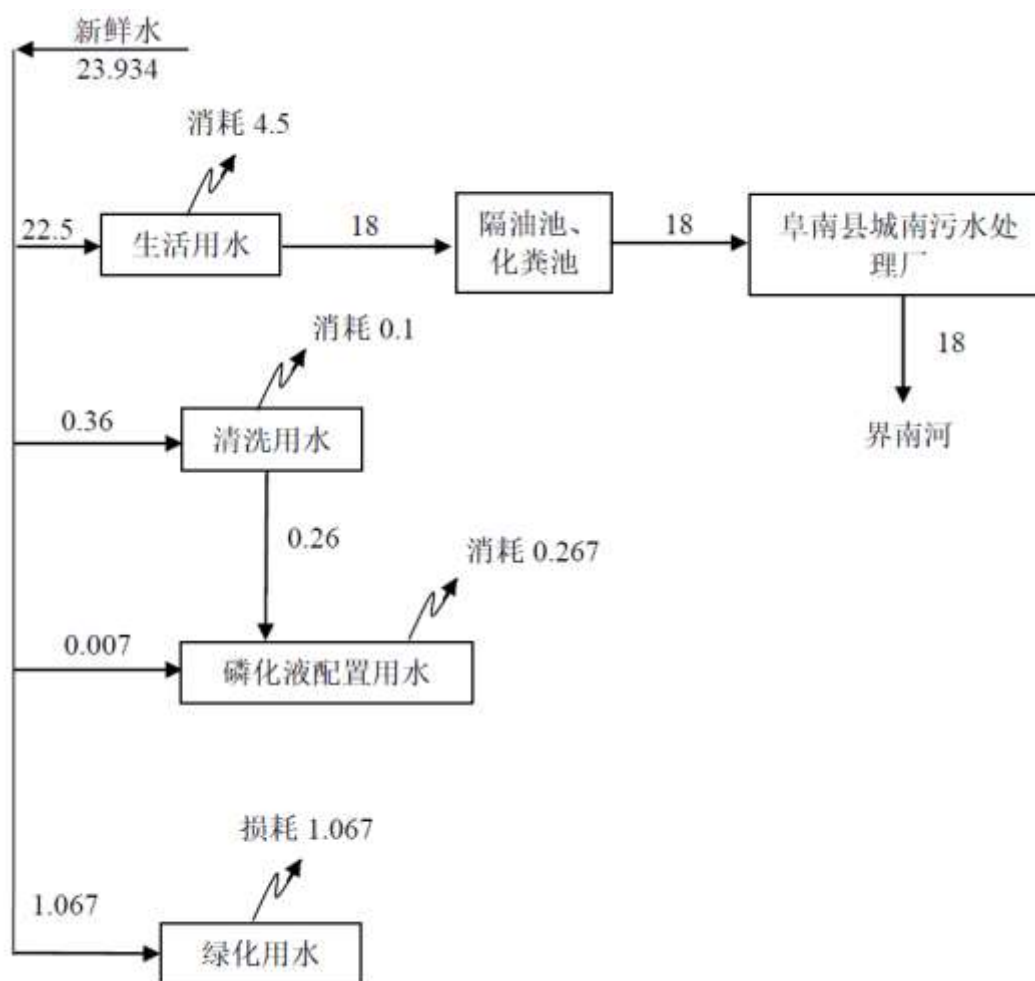 新鲜水
23.934
消耗 4.5
22.5
生活用水
18
隔油池、
化粪池
18
阜南县城南污水处
理厂
18
界南河
消耗 0.1
0.36
清洗用水
0.26
消耗 0.267
0.007
磷化液配置用水
损耗 1.067
1.067
绿化用水